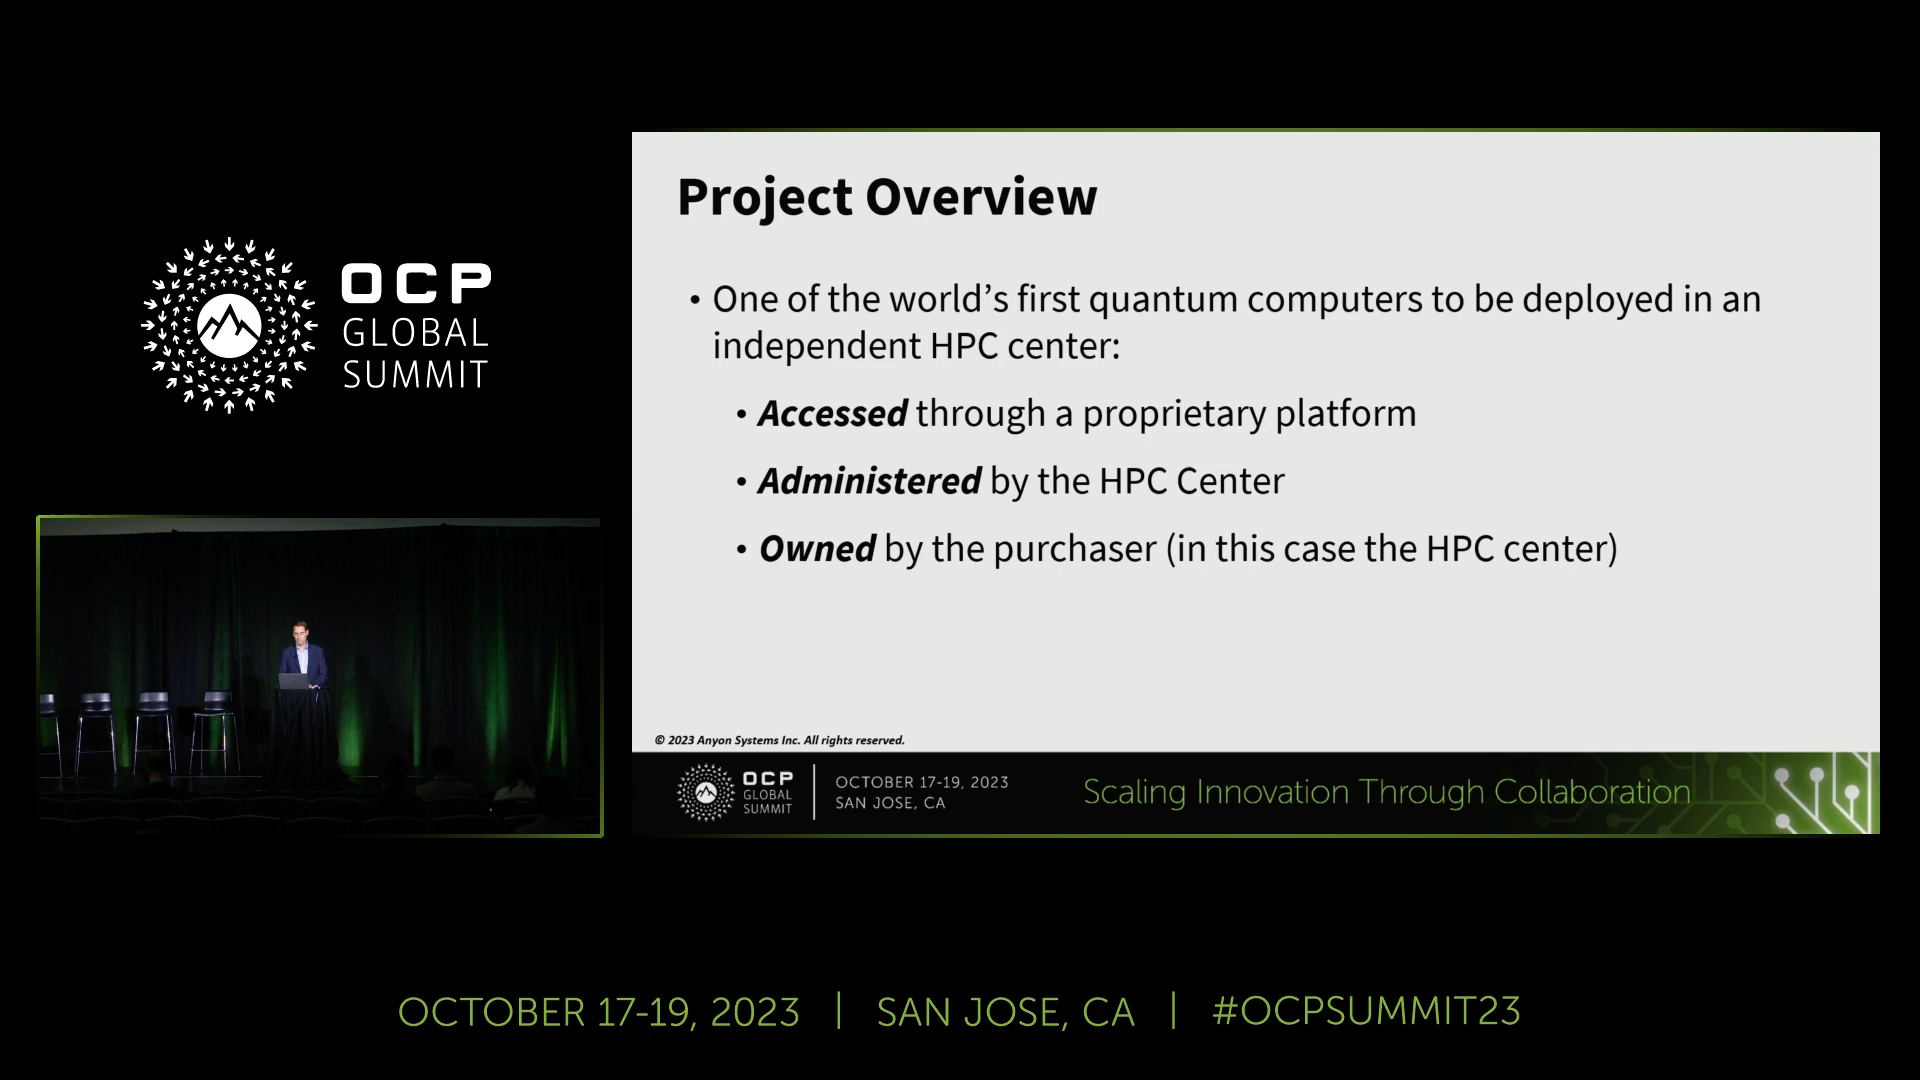 OCP
GLOBAL
SUMMIT
Project Overview
• One of the world’s first quantum computers to be deployed in an
independent HPC center:
• Accessed through a proprietary platform
• Administered by the HPC Center
• Owned by the purchaser (in this case the HPC center)
© 2023 Anyon Systems Inc. All rights reserved.
OCP
GLOBAL
SUMMIT
OCTOBER 17-19, 2023
SAN JOSE, CA
Scaling Innovation Through Collaboration
OCTOBER 17-19, 2023 | SAN JOSE, CA | #OCPSUMMIT23